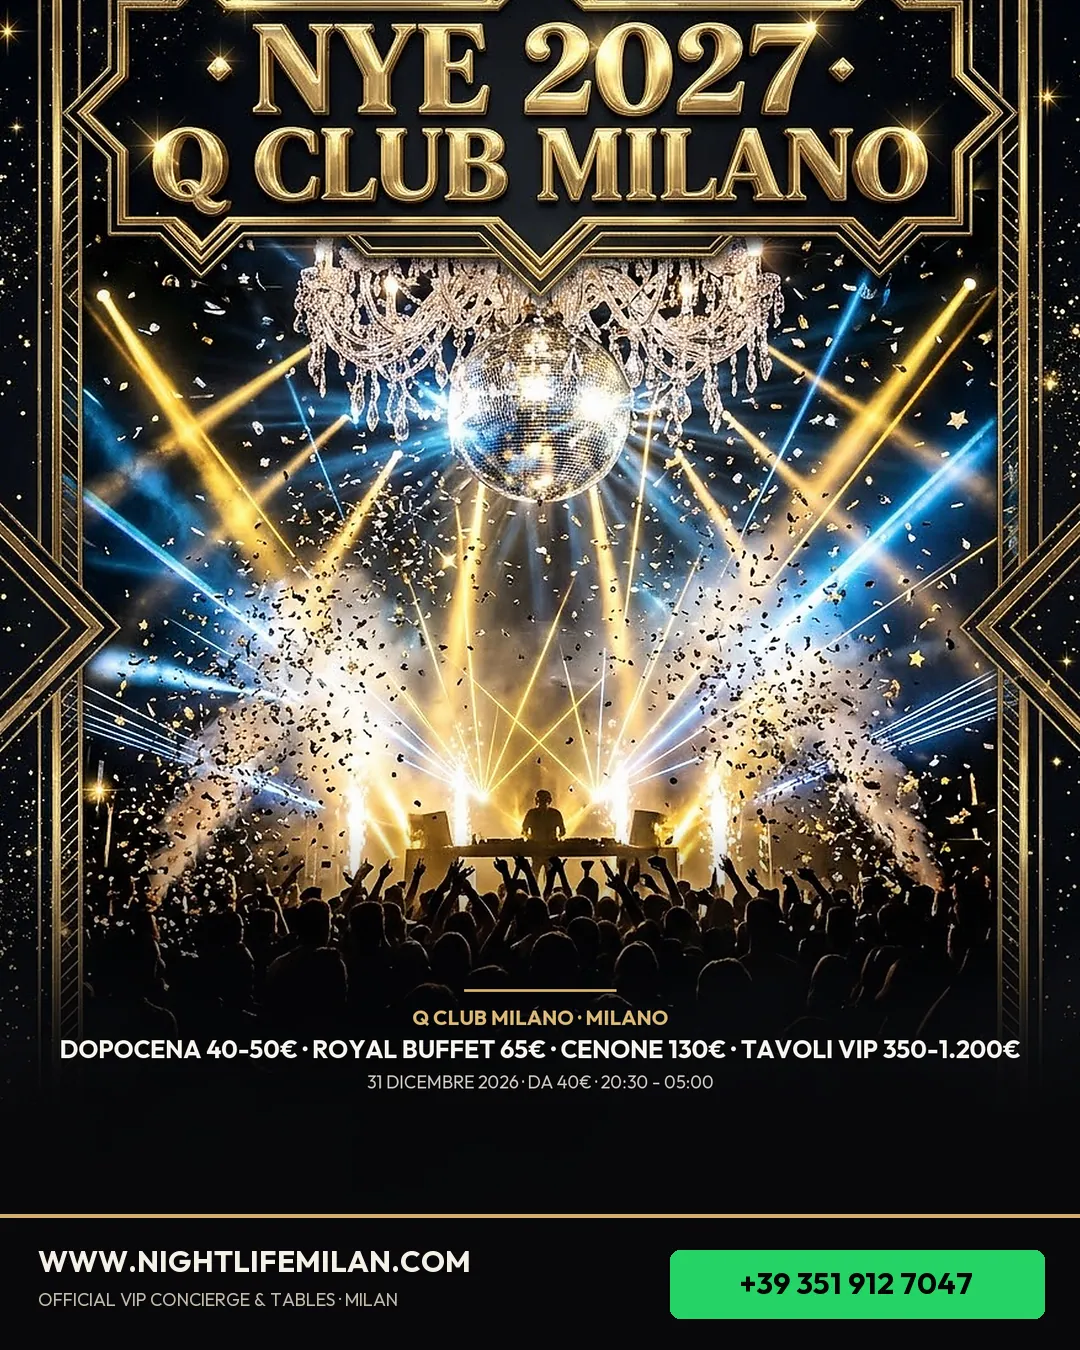 NYE 2027
Q CLUB MILANO
Q CLUB MILANO · MILANO
DOPOCENA 40-50€ · ROYAL BUFFET 65€ · CENONE 130€ · TAVOLI VIP 350-1.200€
31 DICEMBRE 2026 · DA 40€ · 20:30 - 05:00
WWW.NIGHTLIFEMILAN.COM
+39 351 912 7047
OFFICIAL VIP CONCIERGE & TABLES · MILAN